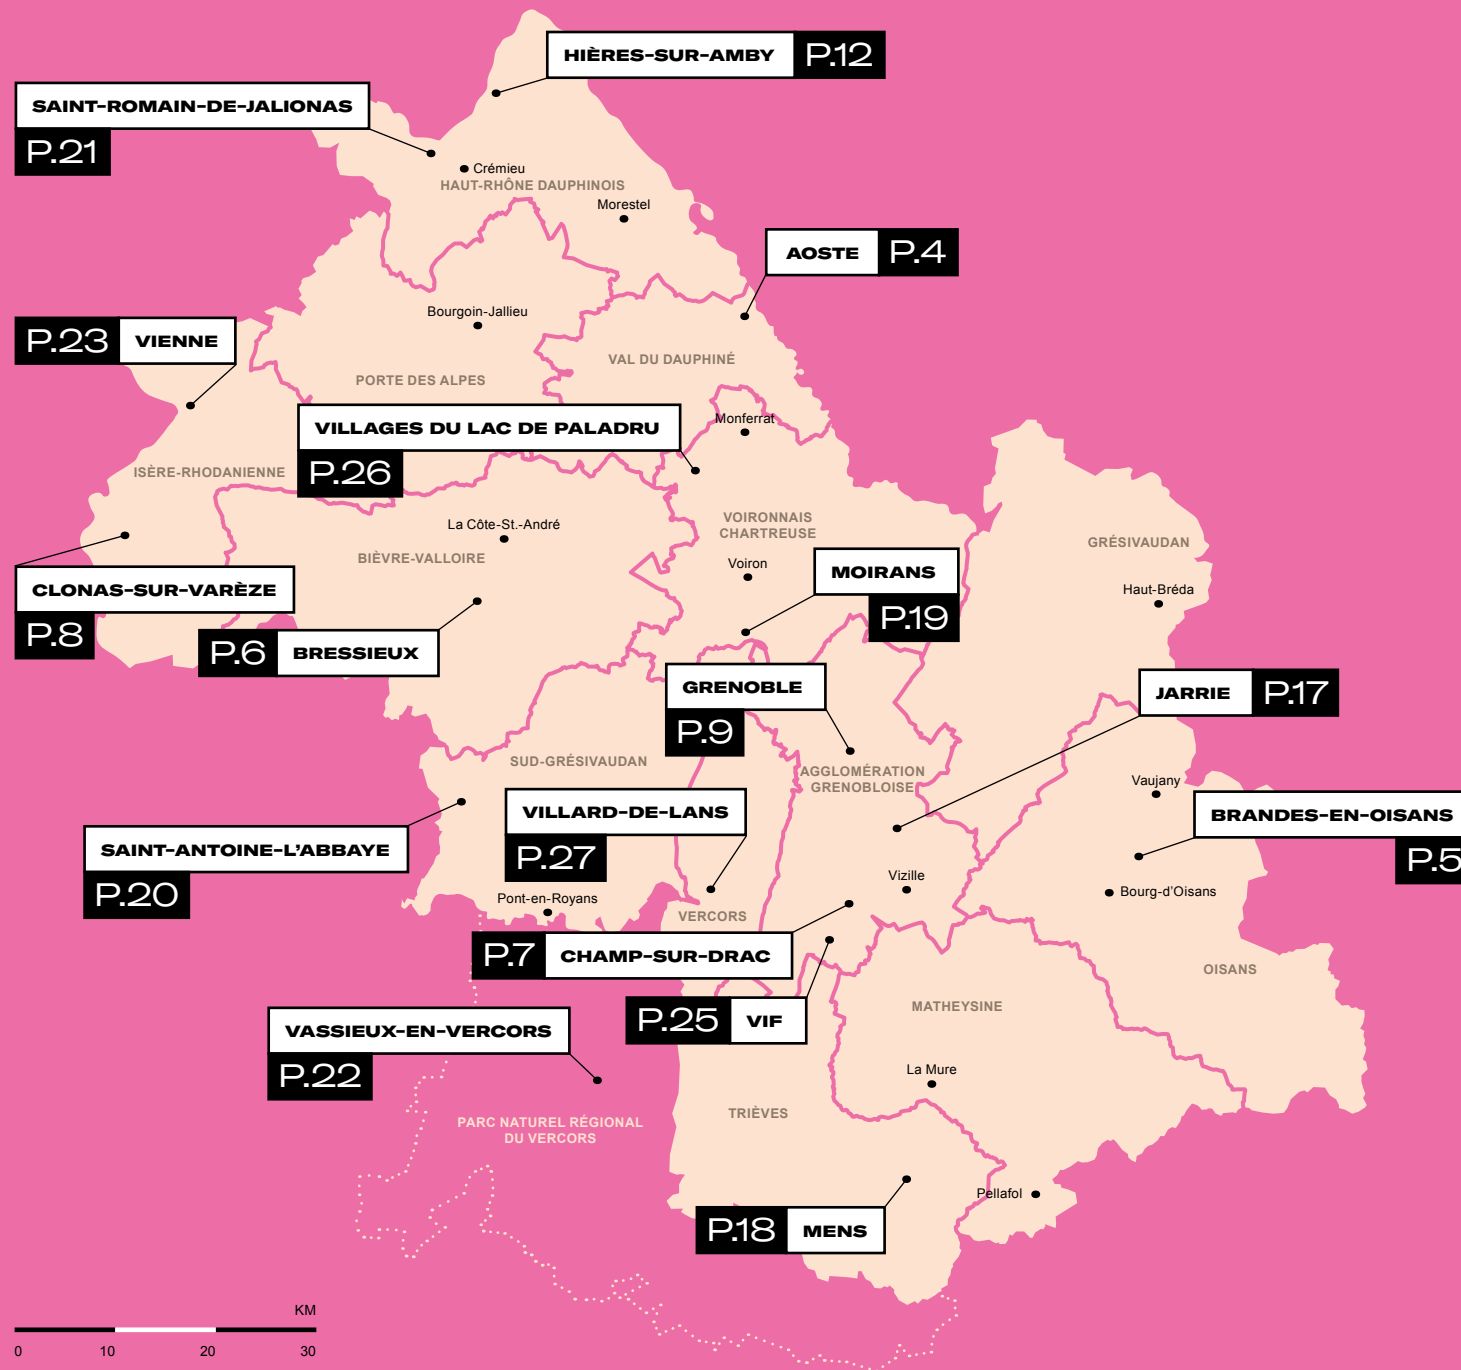 HIÈRES-SUR-AMBY P.12
SAINT-ROMAIN-DE-JALIONAS
P.21
Crémieu
HAUT-RHÔNE DAUPHINOIS
Morestel
AOSTE P.4
Bourgoin-Jallieu
P.23 VIENNE
VAL DU DAUPHINÉ
PORTE DES ALPES
Monferrat
VILLAGES DU LAC DE PALADRU
P.26
ISÈRE-RHODANIENNE
VOIRONNAIS
CHARTREUSE
La Côte-St.-André
BIÈVRE-VALLOIRE
GRÉSIVAUDAN
Voiron
MOIRANS
P.19
Haut-Bréda
CLONAS-SUR-VARÈZE
P.8
P.6 BRESSIEUX
GRENOBLE
P.9
JARRIE P.17
SUD-GRÉSIVAUDAN
AGGLOMÉRATION
GRENOBLOISE
Vaujany
VILLARD-DE-LANS
P.27
BRANDES-EN-OISANS
P.5
SAINT-ANTOINE-L'ABBAYE
P.20
Vizille
Bourg-d'Oisans
Pont-en-Royans
VERCORS
P.7 CHAMP-SUR-DRAC
OISANS
MATHEYSINE
P.25 VIF
VASSIEUX-EN-VERCORS
P.22
La Mure
TRIÈVES
PARC NATUREL RÉGIONAL
DU VERCORS
Pellafol
P.18 MENS
KM
0 10 20 30